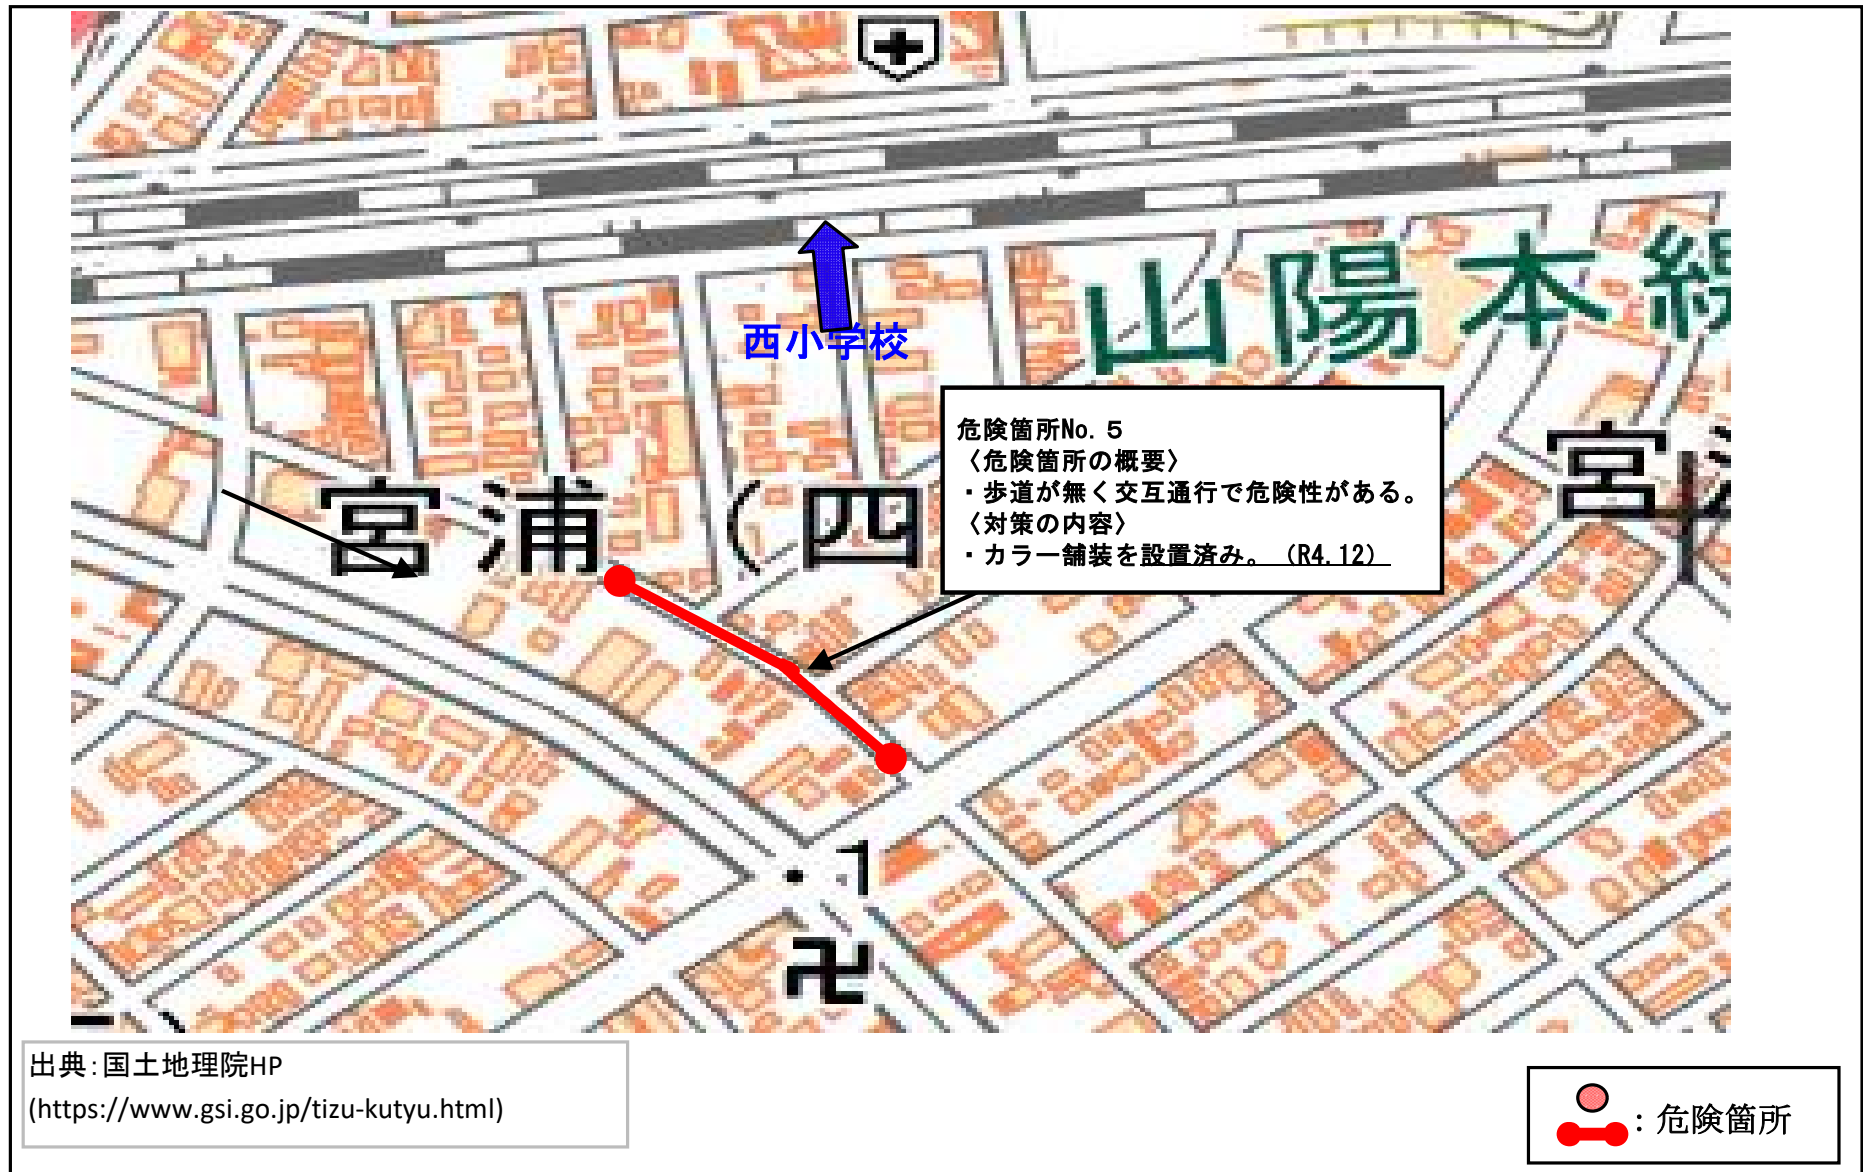 山陽本線
西小学校
危険箇所No.５
〈危険箇所の概要〉
・歩道が無く交互通行で危険性がある。
〈対策の内容〉
・カラー舗装を設置済み。（R4.12）
宮浦（四
宮
出典：国土地理院HP
(https://www.gsi.go.jp/tizu-kutyu.html)
：危険箇所